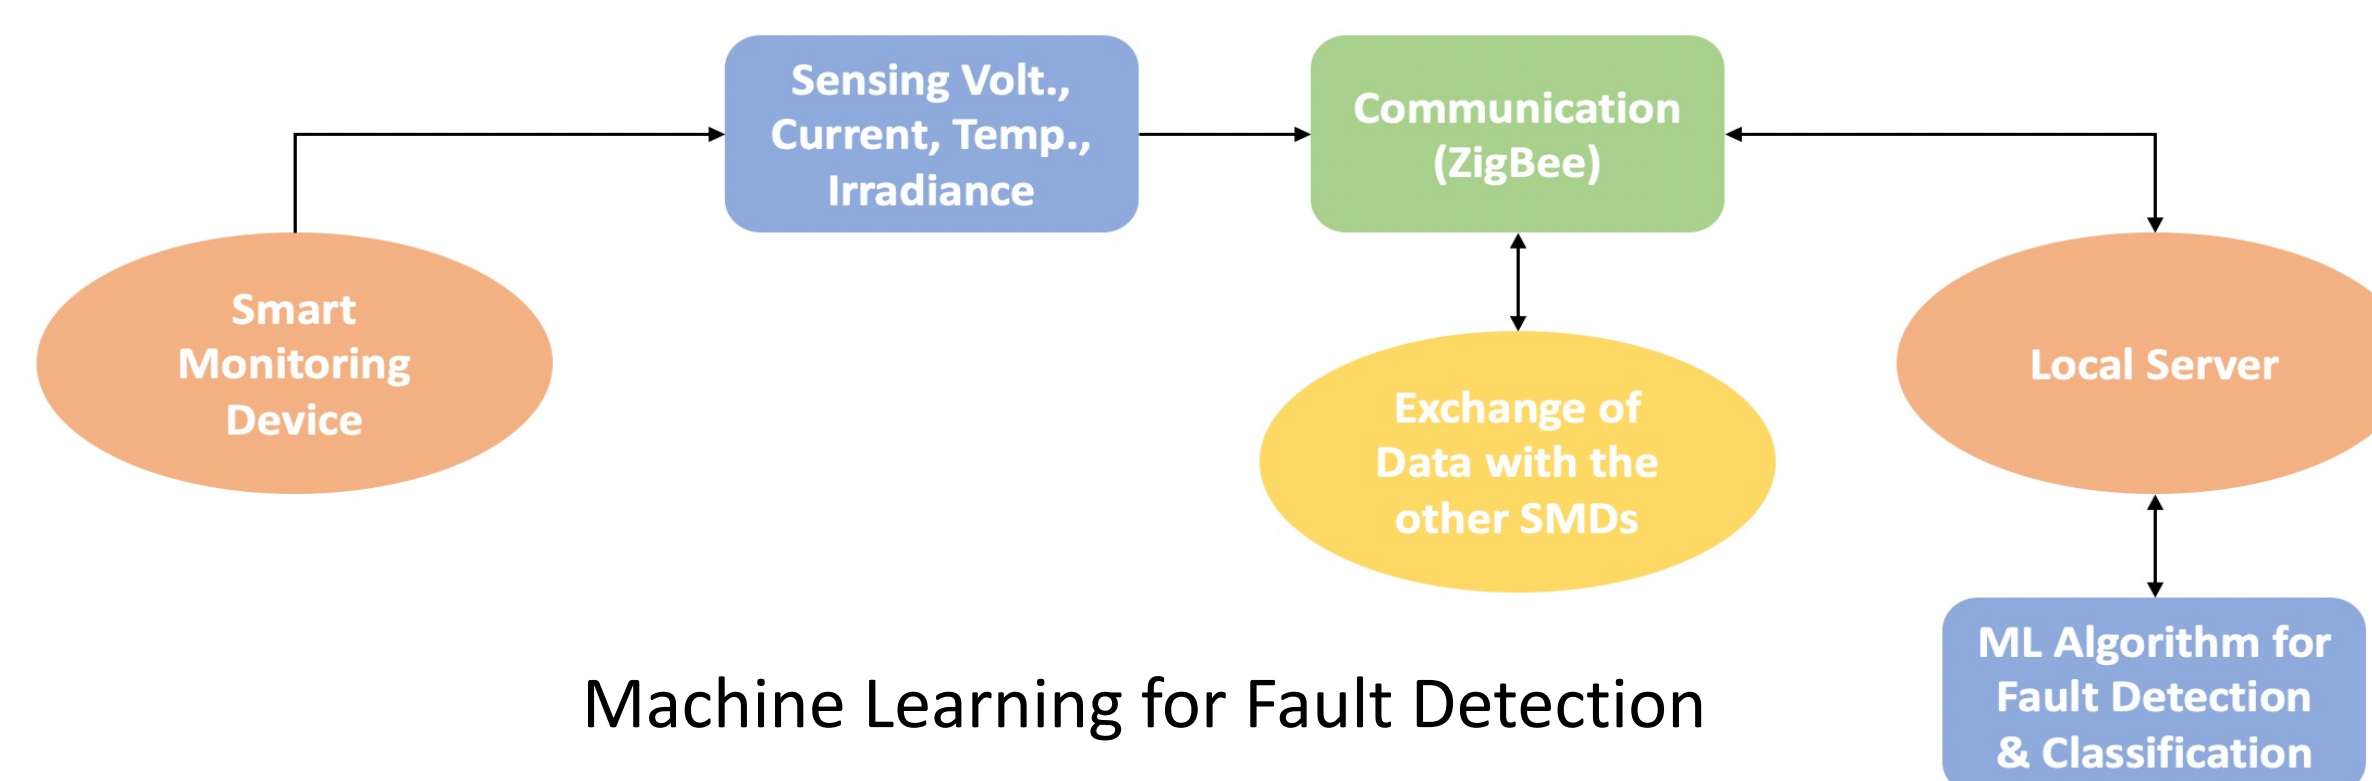 Sensing Volt.,
Current, Temp.,
Irradiance
Communication
(ZigBee)
Smart
Monitoring
Device
Exchange of
Data with the
other SMDs
Local Server
ML Algorithm for
Fault Detection
& Classification
Machine Learning for Fault Detection